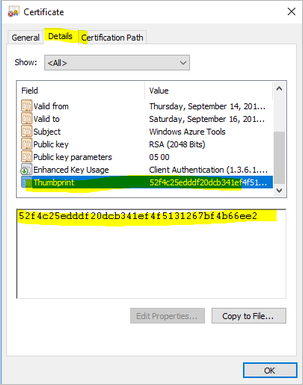 Certificate
General Details Certification Path
Show: <All>
Field Value
Valid from Thursday, September 14, 201...
Valid to Saturday, September 16, 201...
Subject Windows Azure Tools
Public key RSA (2048 Bits)
Public key parameters 05 00
Enhanced Key Usage Client Authentication (1.3.6.1...
Thumbprint 52f4c25edddf20dcb341ef4f51...
52f4c25edddf20dcb341ef4f5131267bf4b66ee2
Edit Properties... Copy to File...
OK